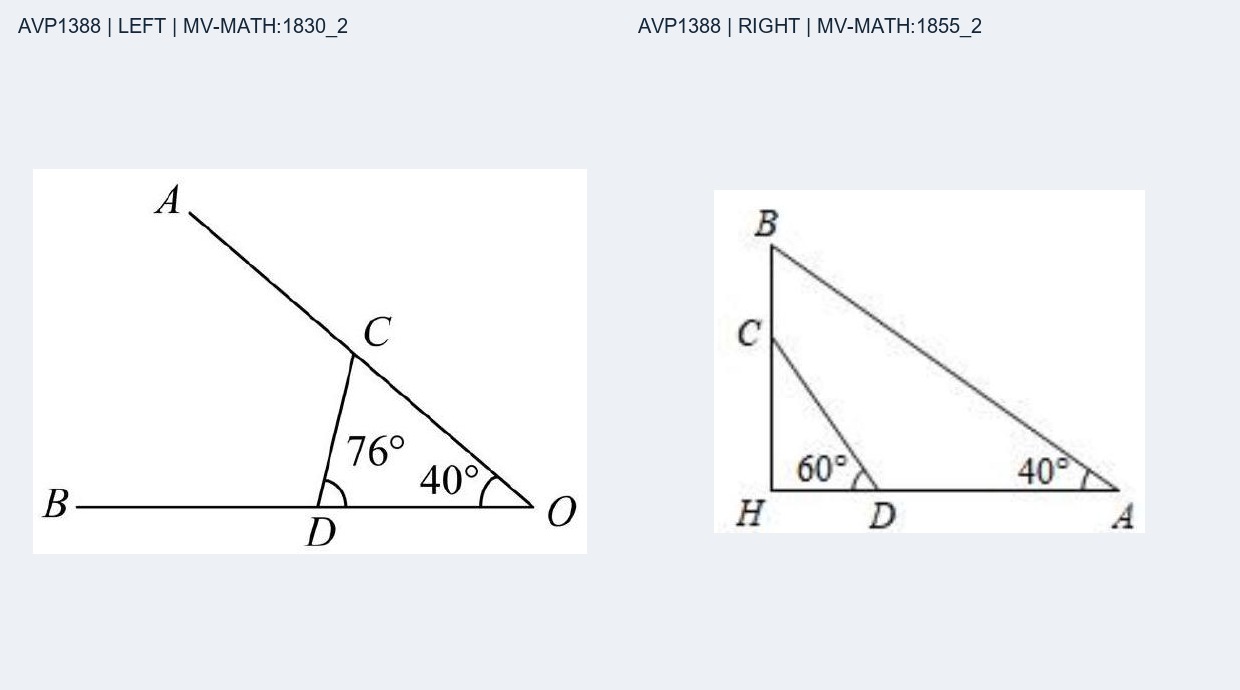 AVP1388 | LEFT | MV-MATH:1830_2
AVP1388 | RIGHT | MV-MATH:1855_2
A
C
76°
40°
B
D
O
B
C
60°
40°
H
D
A